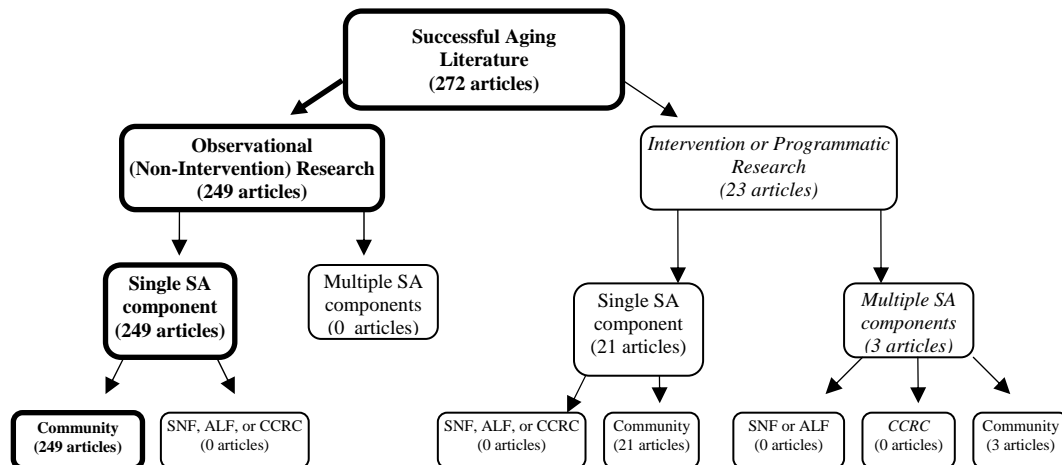 Successful Aging
Literature
(272 articles)
Observational
(Non-Intervention) Research
(249 articles)
Intervention or Programmatic
Research
(23 articles)
Single SA
component
(249 articles)
Multiple SA
components
(0 articles)
Single SA
component
(21 articles)
Multiple SA
components
(3 articles)
Community
(249 articles)
SNF, ALF, or CCRC
(0 articles)
SNF, ALF, or CCRC
(0 articles)
Community
(21 articles)
SNF or ALF
(0 articles)
CCRC
(0 articles)
Community
(3 articles)